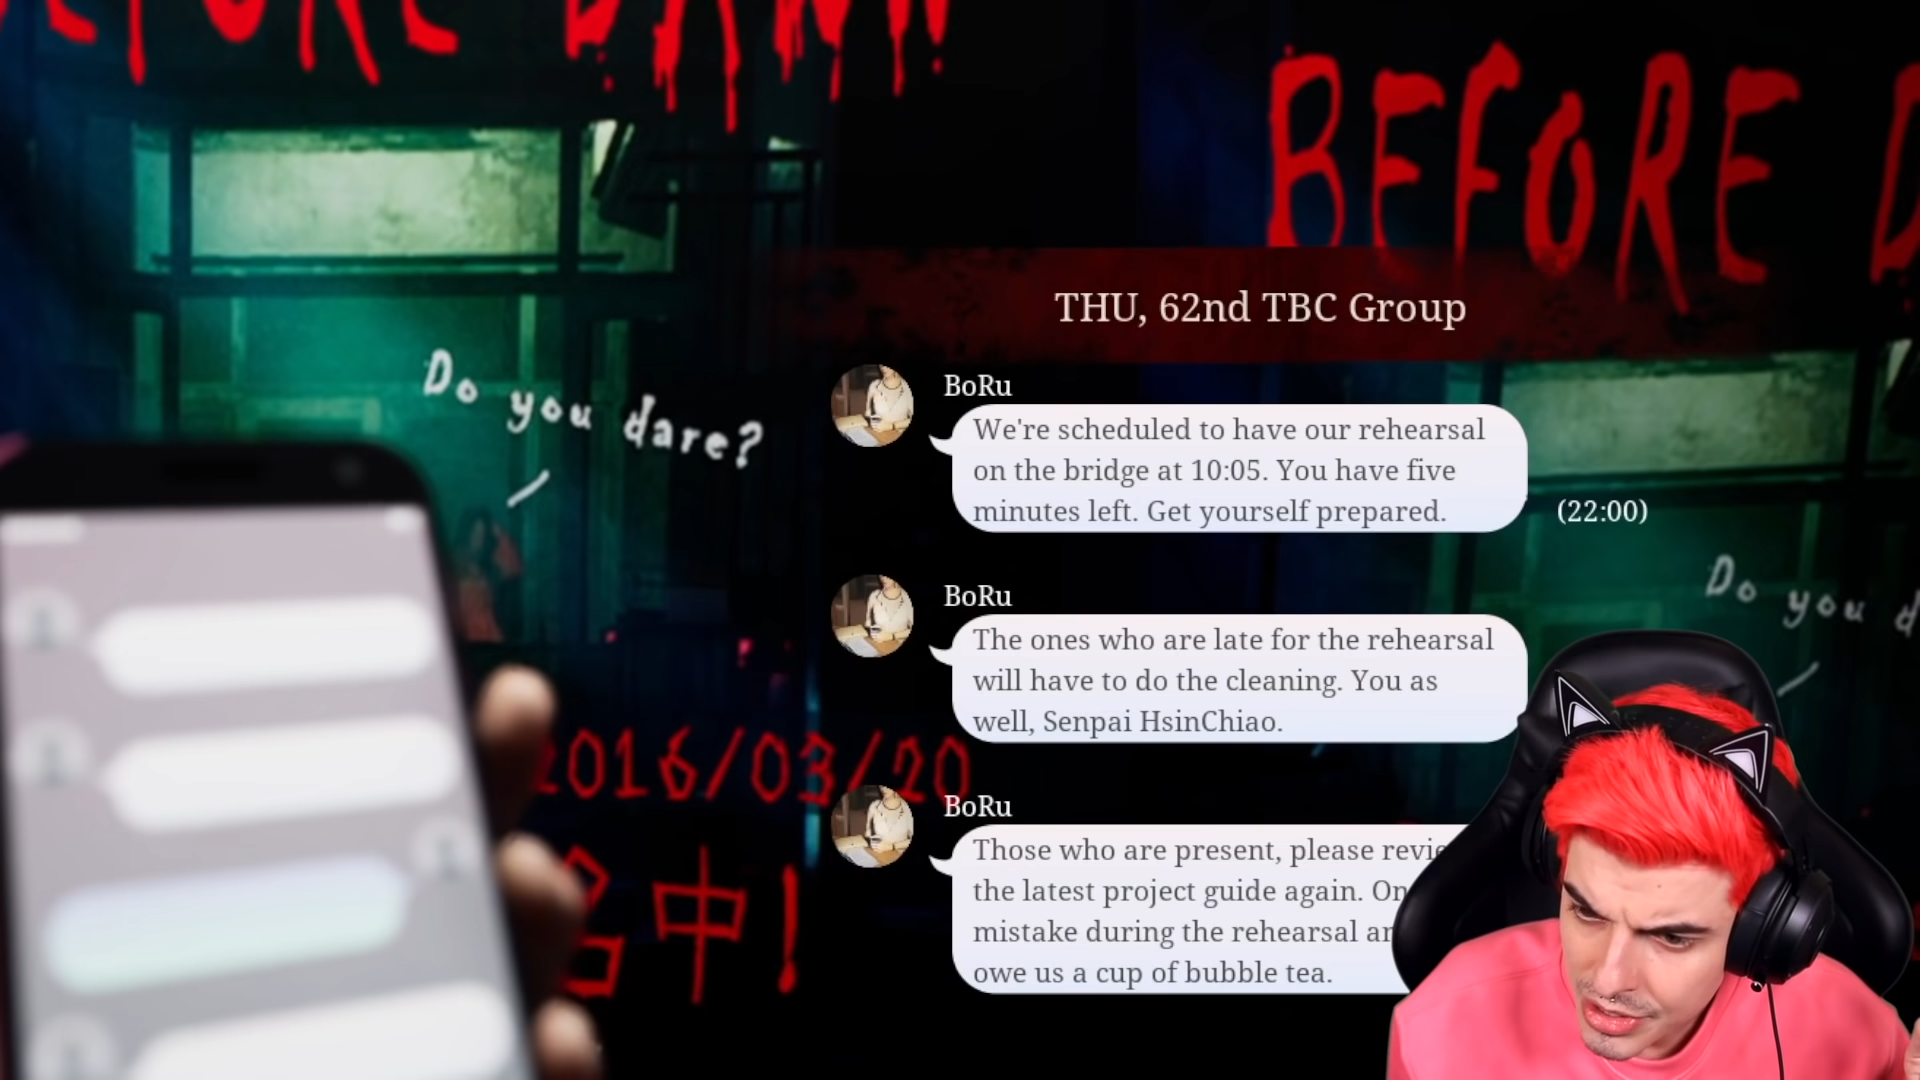 BEFORE DAWN
BEFORE D
THU, 62nd TBC Group
Do you dare?
BoRu
We're scheduled to have our rehearsal
on the bridge at 10:05. You have five
minutes left. Get yourself prepared.
(22:00)
BoRu
The ones who are late for the rehearsal
will have to do the cleaning. You as
well, Senpai HsinChiao.
Do you d
2016/03/20
BoRu
Those who are present, please revie
the latest project guide again. On
mistake during the rehearsal an
owe us a cup of bubble tea.
名中!